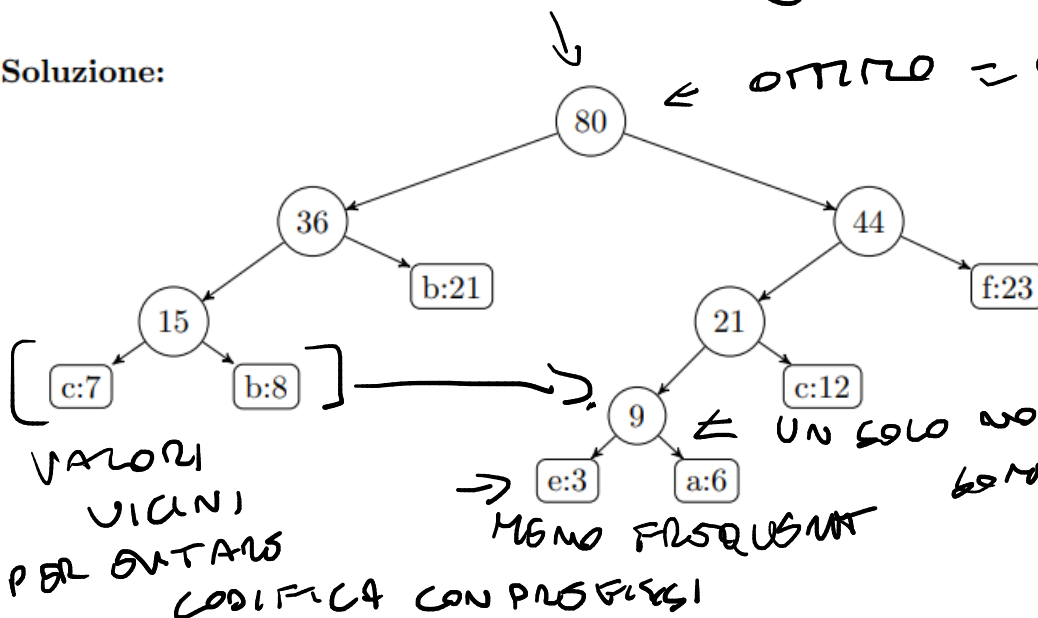 Soluzione:
OTTIMO =
80
36
44
b:21
f:23
15
21
c:7
b:8
c:12
9
UN SOLO NO
e:3
a:6
VALORI
VICINI
PER EVITARE
CODIFICA CON PREFISSI
MENO FREQUENT